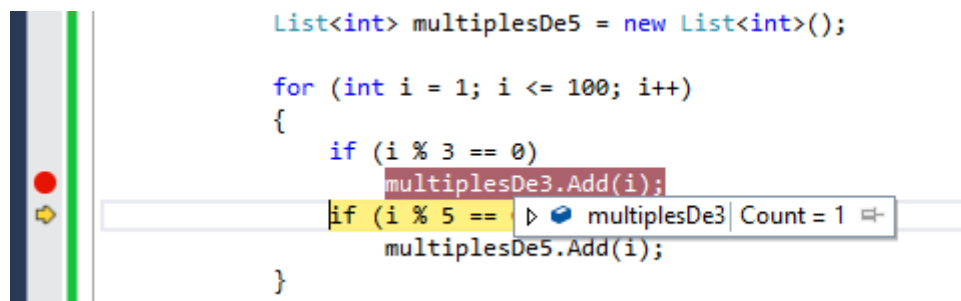 List<int> multiplesDe5 = new List<int>();
for (int i = 1; i <= 100; i++)
{
if (i % 3 == 0)
multiplesDe3.Add(i);
if (i % 5 == multiplesDe3 Count = 1
multiplesDe5.Add(i);
}